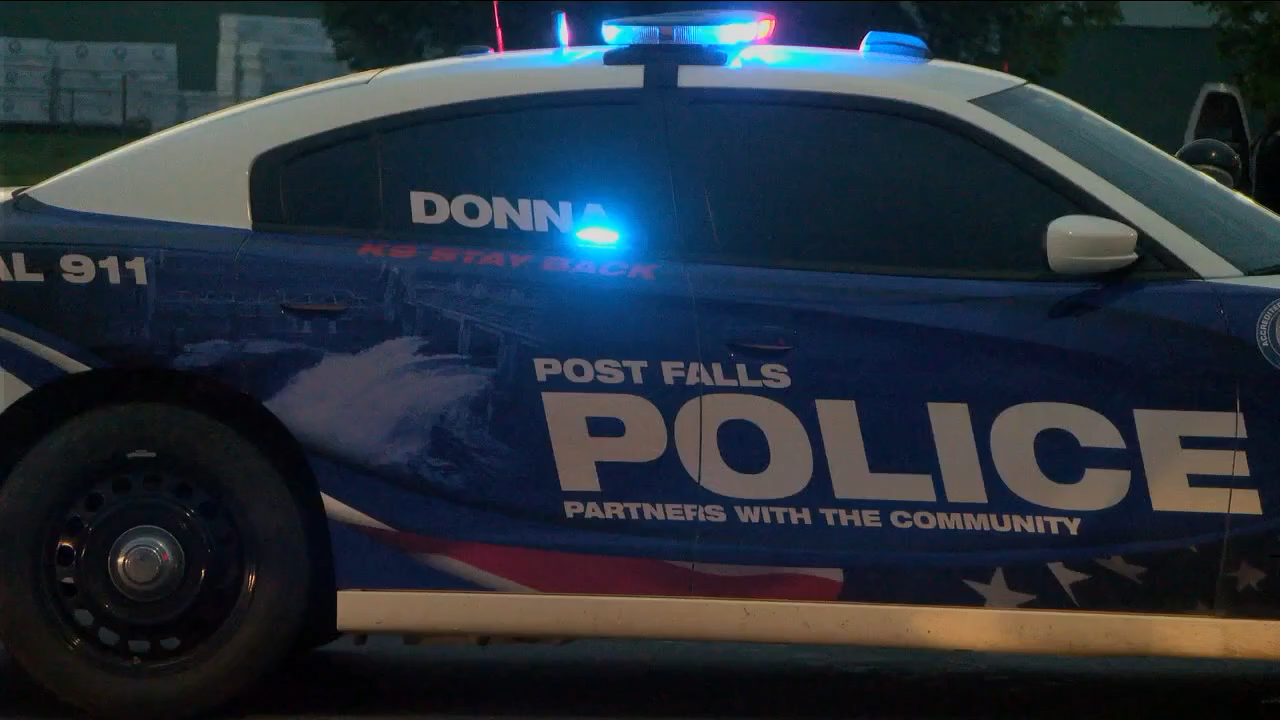 DONNA
K9 STAY BACK
AL 911
POST FALLS
POLICE
PARTNERS WITH THE COMMUNITY